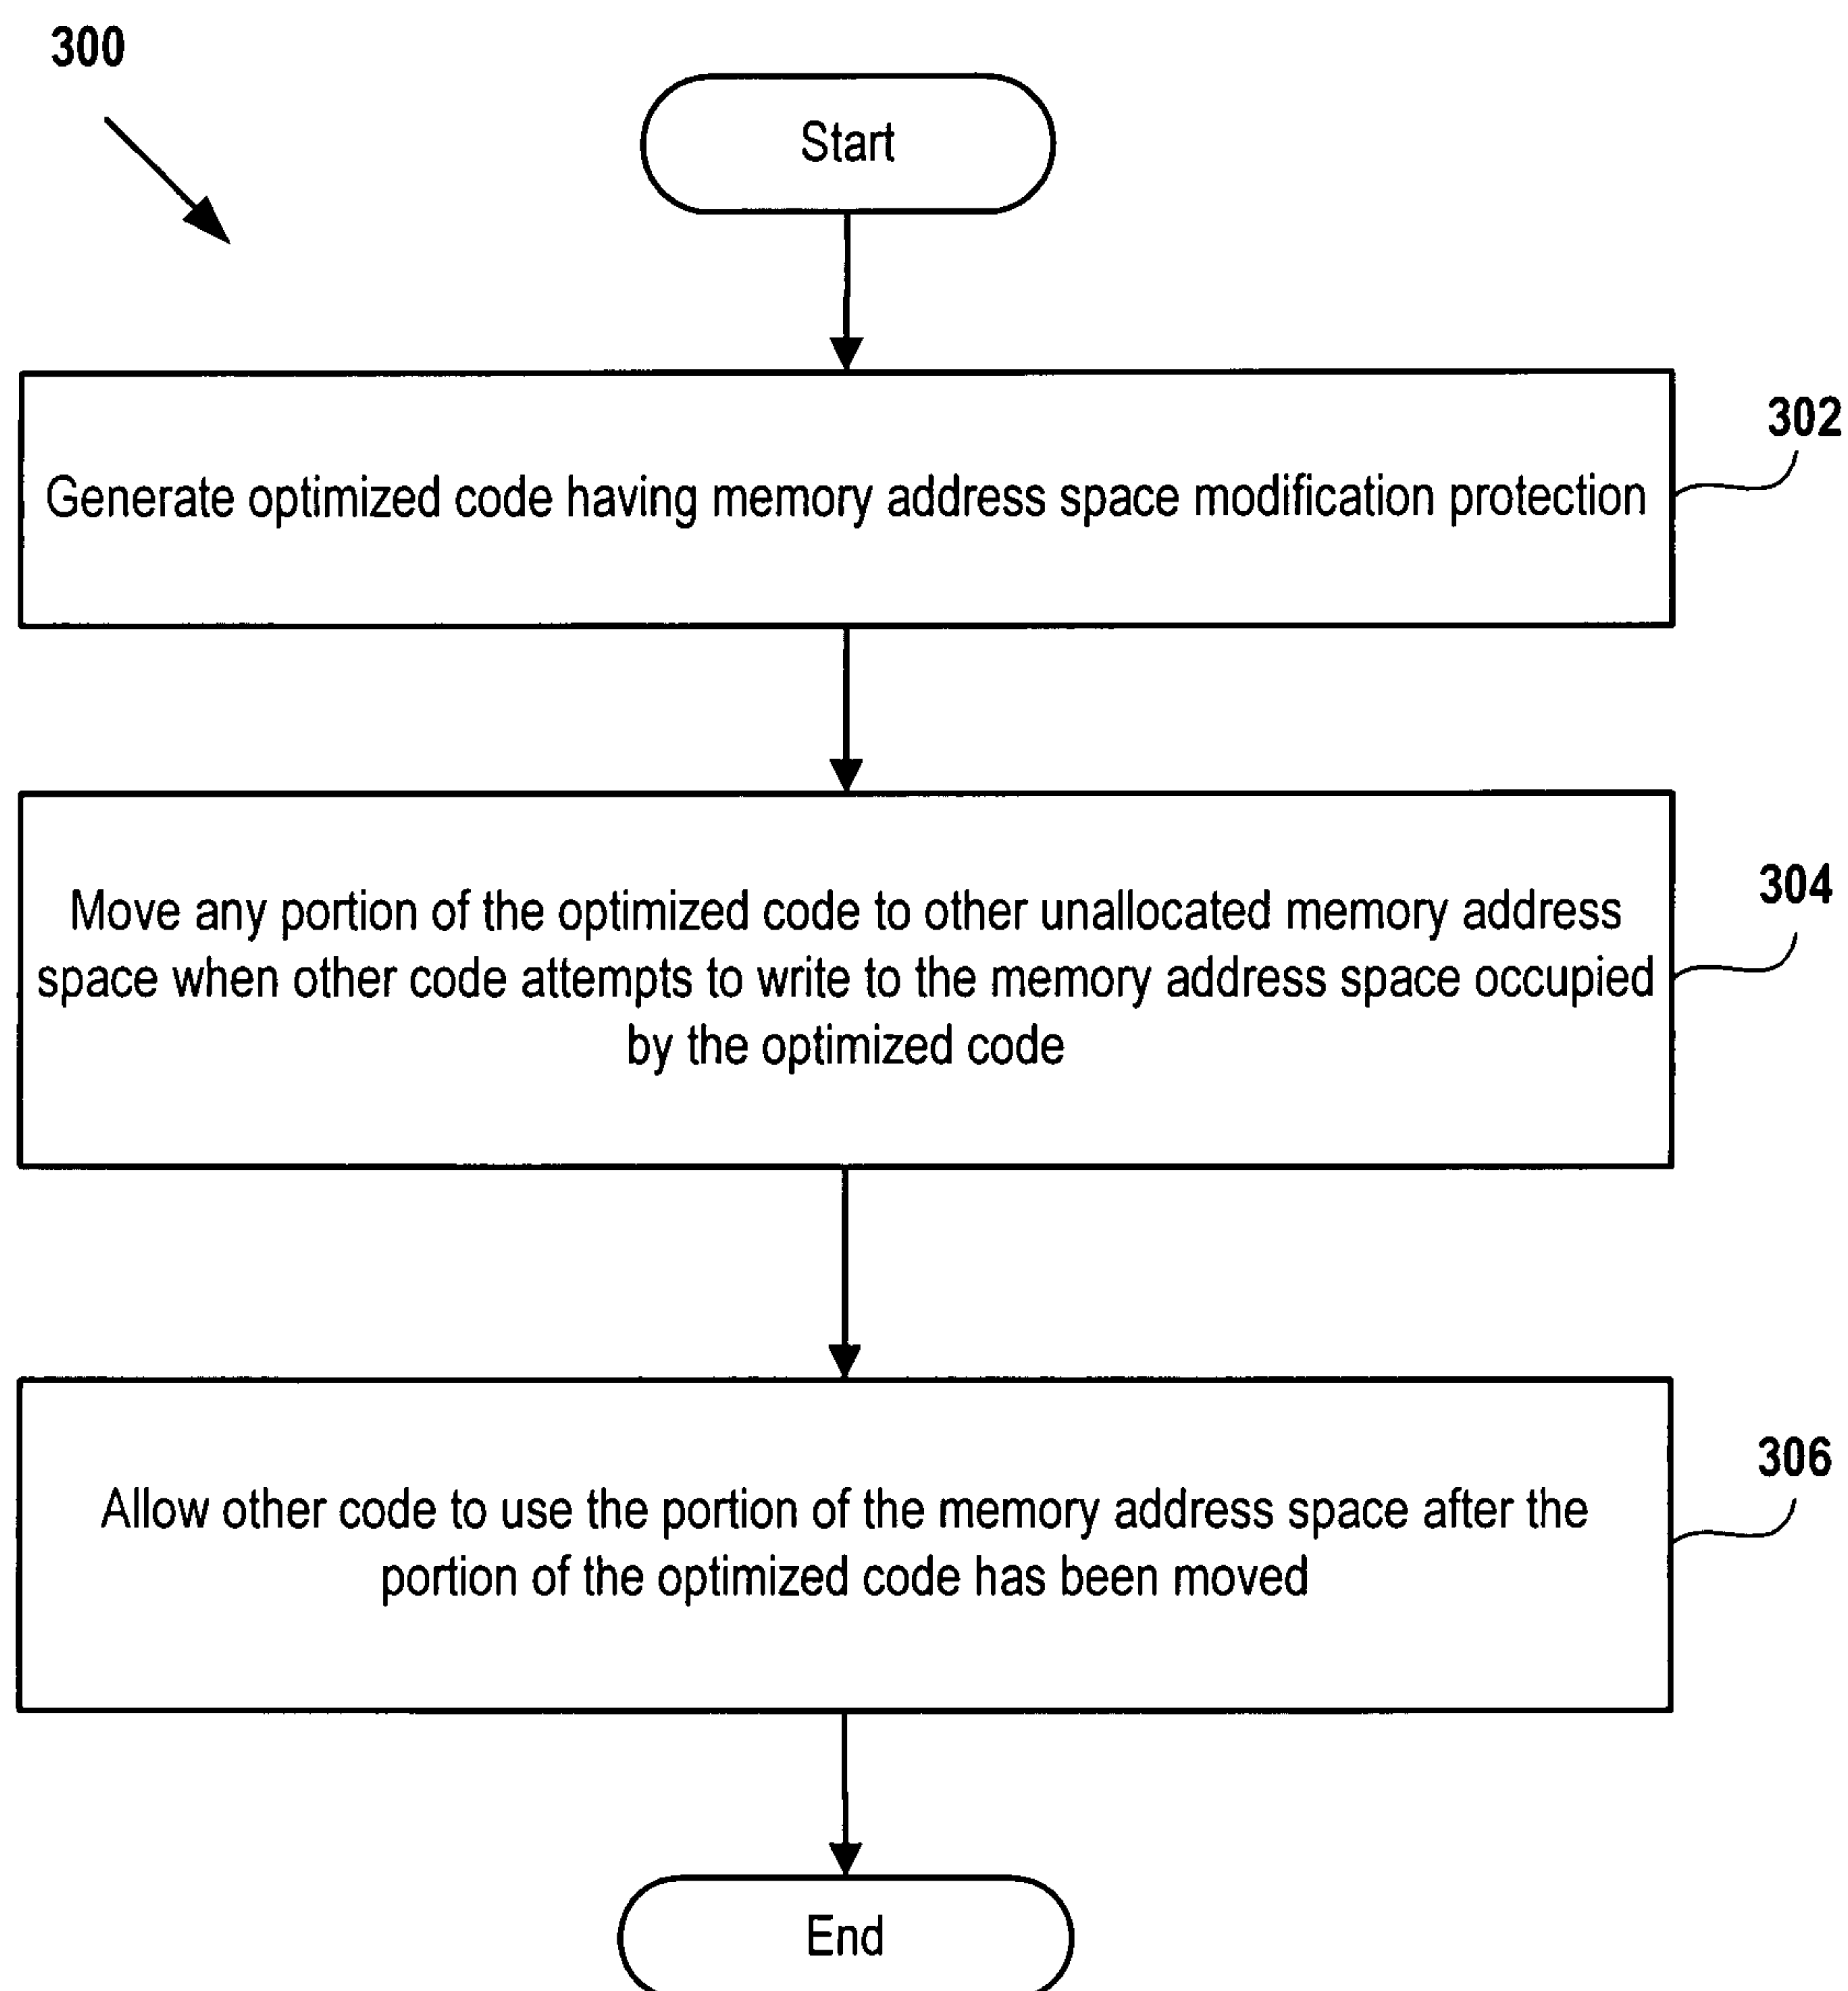 300
Start
302
Generate optimized code having memory address space modification protection
304
Move any portion of the optimized code to other unallocated memory address
space when other code attempts to write to the memory address space occupied
by the optimized code
306
Allow other code to use the portion of the memory address space after the
portion of the optimized code has been moved
End